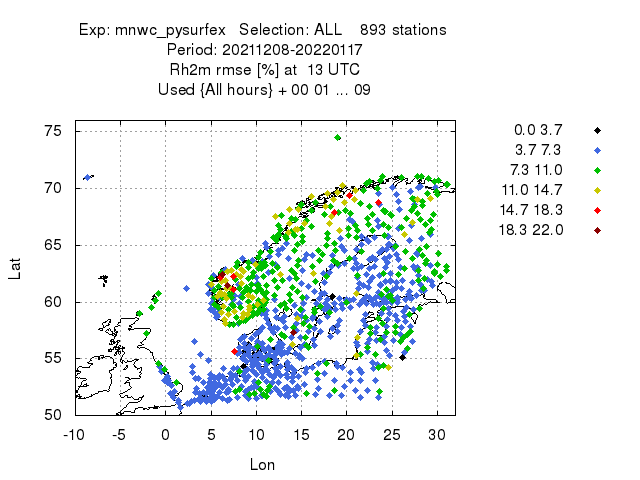 Exp: mnwc_pysurfex   Selection: ALL    893 stations
Period: 20211208-20220117
Rh2m rmse [%] at  13 UTC
Used {All hours} + 00 01 ... 09
0.0 3.7
3.7 7.3
7.3 11.0
11.0 14.7
14.7 18.3
18.3 22.0
75
70
65
60
55
50
Lat
-10 -5 0 5 10 15 20 25 30
Lon